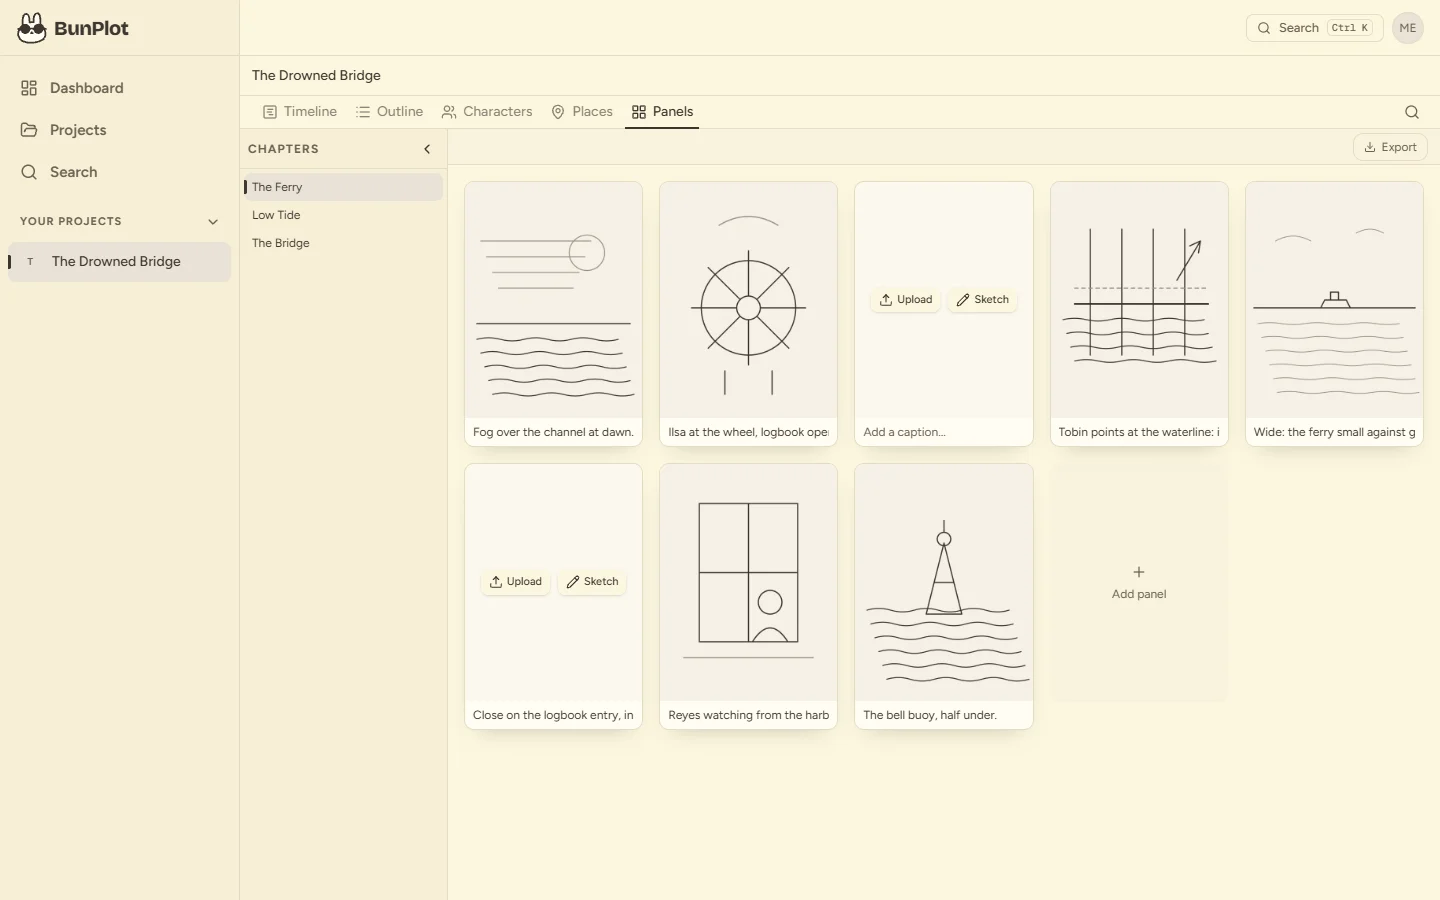 BunPlot
Search Ctrl K
ME
Dashboard
Projects
Search
YOUR PROJECTS
T The Drowned Bridge
The Drowned Bridge
Timeline
Outline
Characters
Places
Panels
CHAPTERS
The Ferry
Low Tide
The Bridge
Export
Fog over the channel at dawn.
Ilsa at the wheel, logbook ope
Upload
Sketch
Add a caption...
Tobin points at the waterline: i
Wide: the ferry small against g
Upload
Sketch
Close on the logbook entry, in
Reyes watching from the harb
The bell buoy, half under.
Add panel